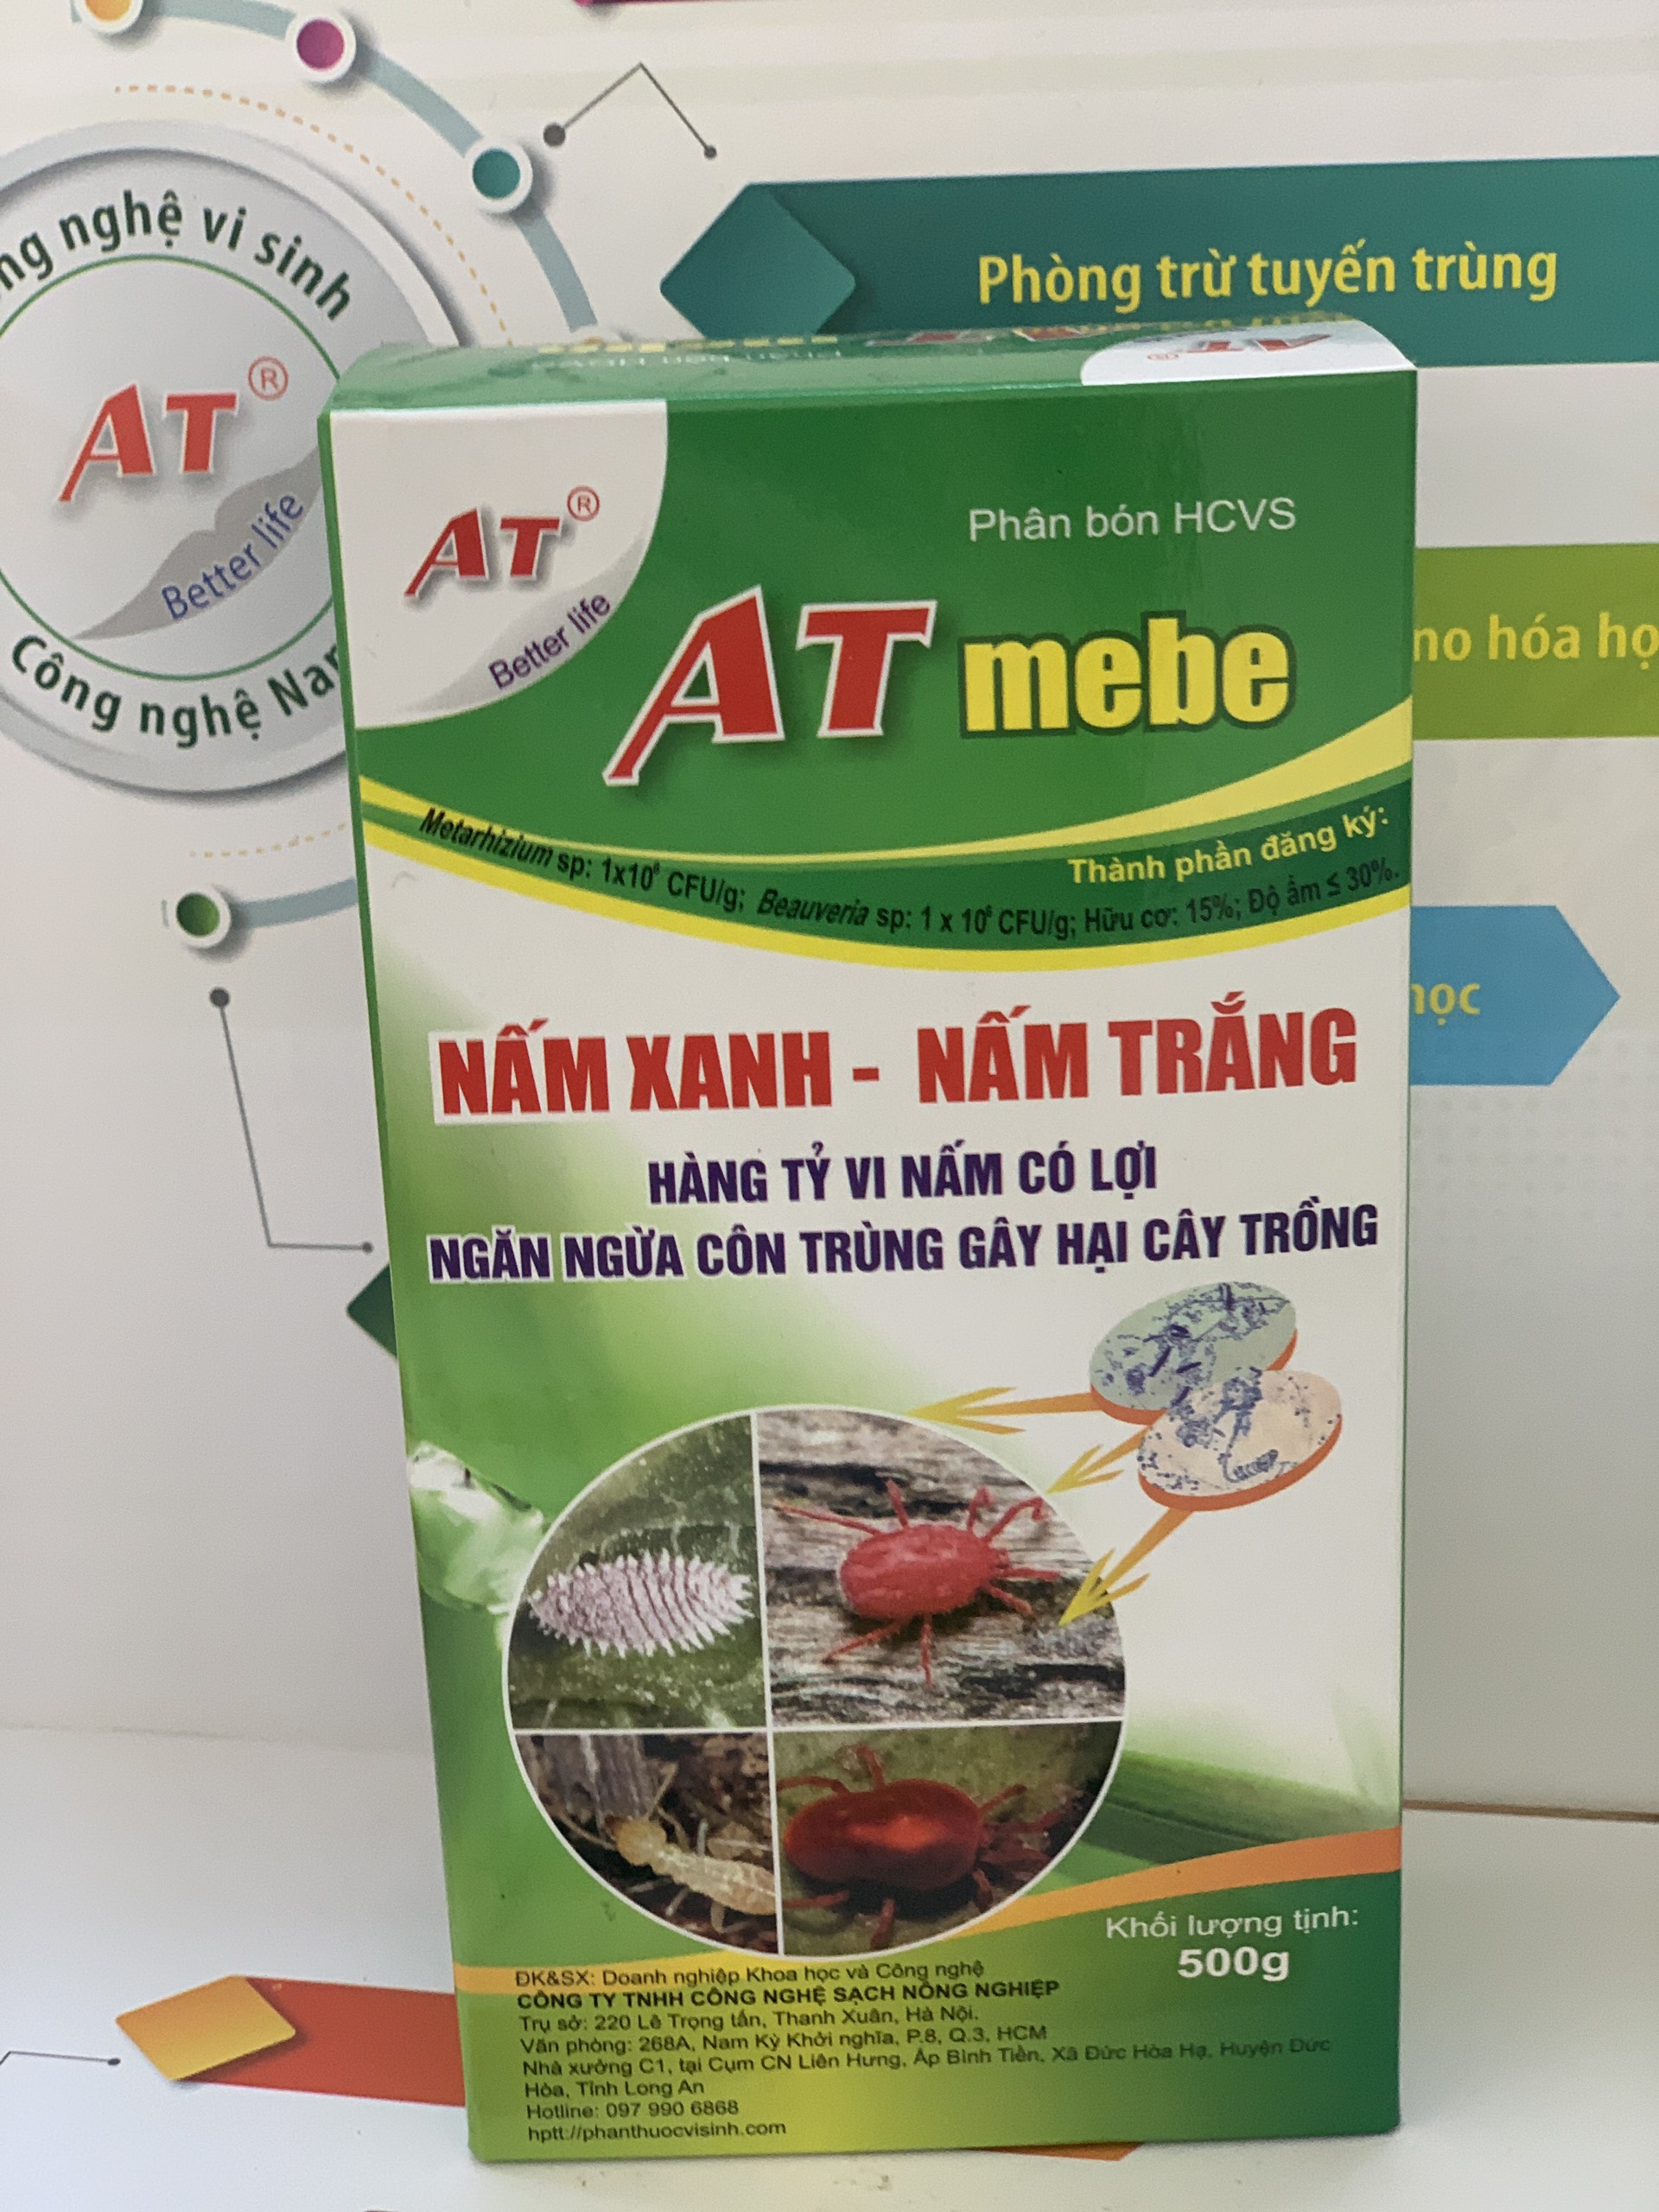 ng nghệ vi sinh
AT®
Better life
Công nghệ Nan
Phòng trừ tuyến trùng
no hóa họ
học
AT®
Better life
Phân bón HCVS
AT mebe
Thành phần đăng ký:
Metarhizium sp: 1x10⁶ CFU/g; Beauveria sp: 1 x 10⁶ CFU/g; Hữu cơ: 15%; Độ ẩm ≤ 30%.
NẤM XANH - NẤM TRẮNG
HÀNG TỶ VI NẤM CÓ LỢI
NGĂN NGỪA CÔN TRÙNG GÂY HẠI CÂY TRỒNG
Khối lượng tịnh:
500g
ĐK&SX: Doanh nghiệp Khoa học và Công nghệ
CÔNG TY TNHH CÔNG NGHỆ SẠCH NÔNG NGHIỆP
Trụ sở: 220 Lê Trọng tấn, Thanh Xuân, Hà Nội.
Văn phòng: 268A, Nam Kỳ Khởi nghĩa, P.8, Q.3, HCM
Nhà xưởng C1, tại Cụm CN Liên Hưng, Ấp Bình Tiền, Xã Đức Hòa Hạ, Huyện Đức
Hòa, Tỉnh Long An
Hotline: 097 990 6868
hptt://phanthuocvisinh.com